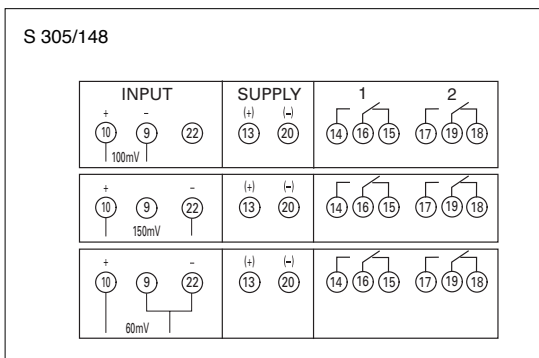 S 305/148
INPUT SUPPLY 1 2
+ − (+) (−)
10 9 22 13 20 14 16 15 17 19 18
100mV
+ − (+) (−)
10 9 22 13 20 14 16 15 17 19 18
150mV
+ − (+) (−)
10 9 22 13 20 14 16 15 17 19 18
60mV